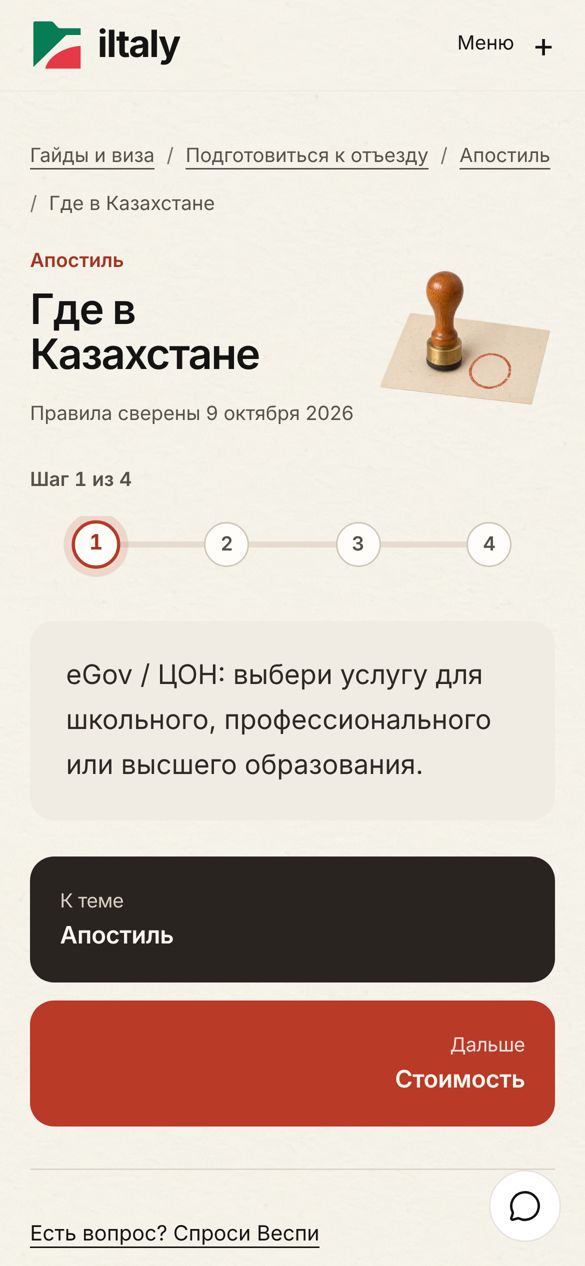 iItaly
Меню +
Гайды и виза / Подготовиться к отъезду / Апостиль
/ Где в Казахстане
Апостиль
Где в
Казахстане
Правила сверены 9 октября 2026
Шаг 1 из 4
1 2 3 4
eGov / ЦОН: выбери услугу для
школьного, профессионального
или высшего образования.
К теме
Апостиль
Дальше
Стоимость
Есть вопрос? Спроси Веспи